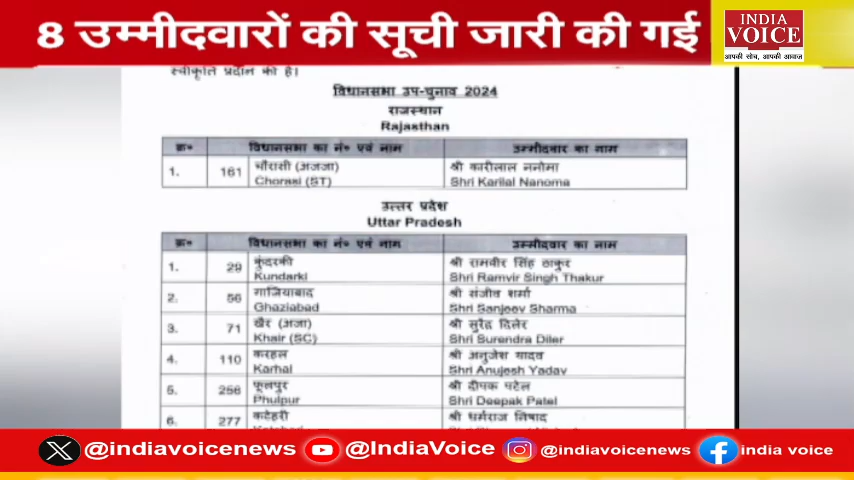 8 उम्मीदवारों की सूची जारी की गई
INDIA
VOICE
आपकी सोच, आपकी आवाज
स्वीकृति प्रदान की है।
विधानसभा उप-चुनाव 2024
राजस्थान
Rajasthan
क्र० विधानसभा का नं० एवं नाम उम्मीदवार का नाम
1. 161 चौरासी (अजजा) श्री कारीलाल ननोमा
Chorasi (ST) Shri Karilal Nanoma
उत्तर प्रदेश
Uttar Pradesh
क्र० विधानसभा का नं० एवं नाम उम्मीदवार का नाम
1. 29 कुंदरकी श्री रामवीर सिंह ठाकुर
Kundarki Shri Ramvir Singh Thakur
2. 56 गाजियाबाद श्री संजीव शर्मा
Ghaziabad Shri Sanjeev Sharma
3. 71 खैर (अजा) श्री सुरेंद्र दिलेर
Khair (SC) Shri Surendra Diler
4. 110 करहल श्री अनुजेश यादव
Karhal Shri Anujesh Yadav
5. 256 फूलपुर श्री दीपक पटेल
Phulpur Shri Deepak Patel
6. 277 कटेहरी श्री धर्मराज निषाद
@indiavoicenews @IndiaVoice @indiavoicenews india voice